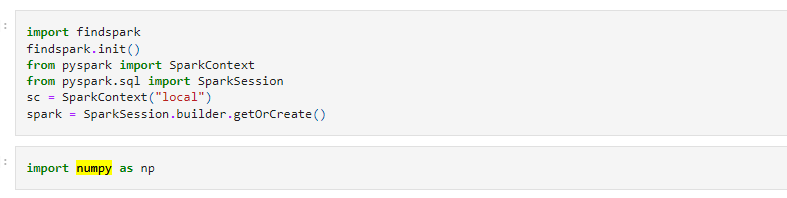 :
import findspark
findspark.init()
from pyspark import SparkContext
from pyspark.sql import SparkSession
sc = SparkContext("local")
spark = SparkSession.builder.getOrCreate()
:
import numpy as np